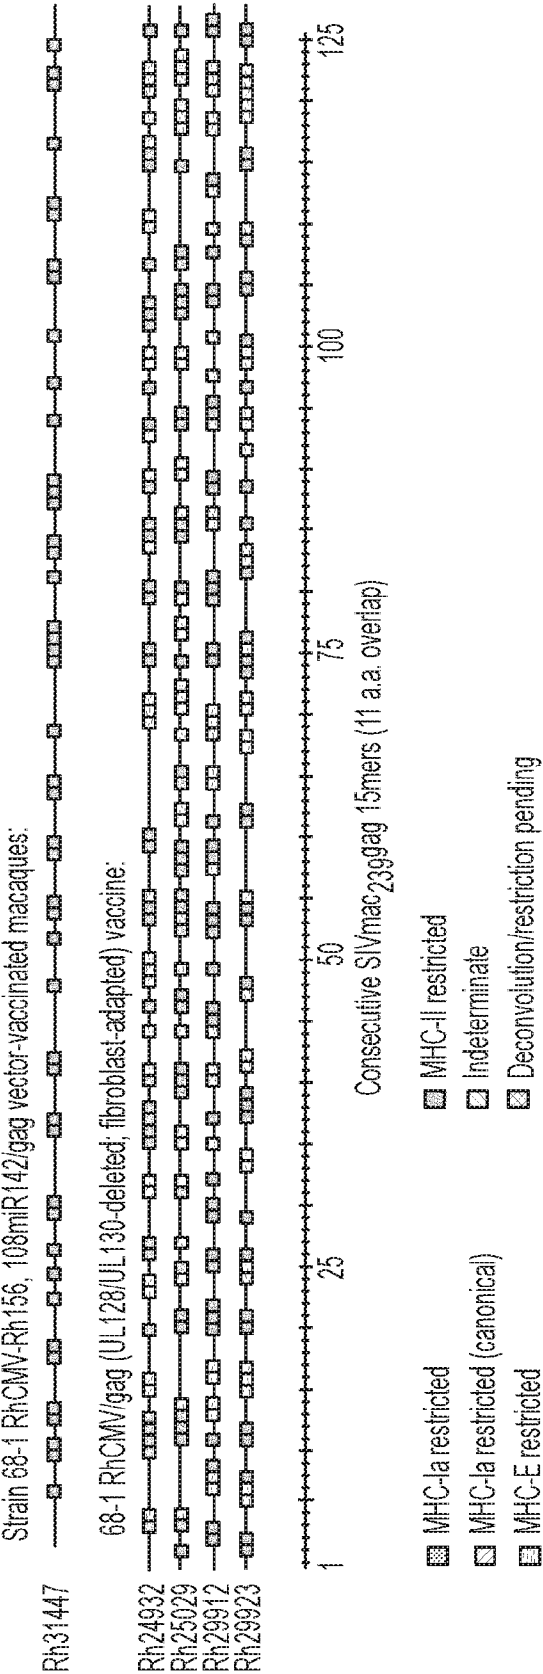 Strain 68-1 RhCMV-Rh156, 108miR142/gag vector-vaccinated macaques:
Rh31447
68-1 RhCMV/gag (UL128/UL130-deleted; fibroblast-adapted) vaccine:
Rh24932
Rh25029
Rh29912
Rh29923
1 25 50 75 100 125
Consecutive SIVmac239gag 15mers (11 a.a. overlap)
MHC-Ia restricted
MHC-Ia restricted (canonical)
MHC-E restricted
MHC-II restricted
Indeterminate
Deconvolution/restriction pending